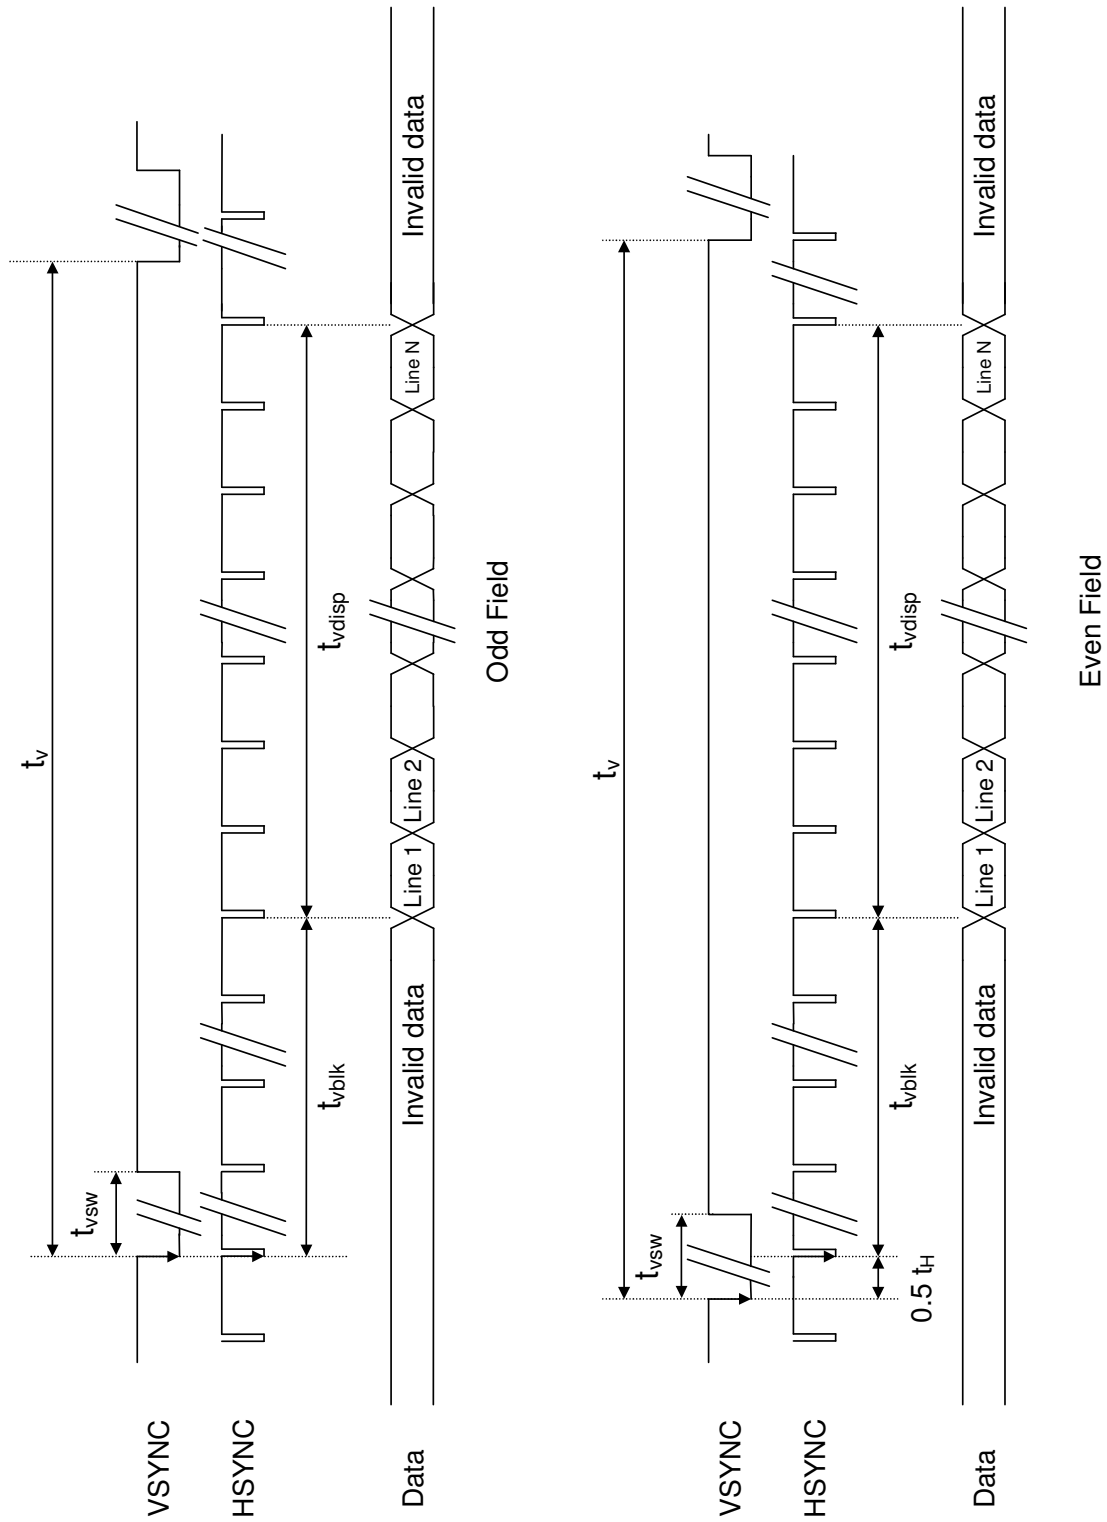 tv
tvsw
VSYNC
HSYNC
tvblk
tvdisp
Data
Invalid data
Line 1
Line 2
Line N
Invalid data
Odd Field
tv
tvsw
VSYNC
HSYNC
0.5 tH
tvblk
tvdisp
Data
Invalid data
Line 1
Line 2
Line N
Invalid data
Even Field